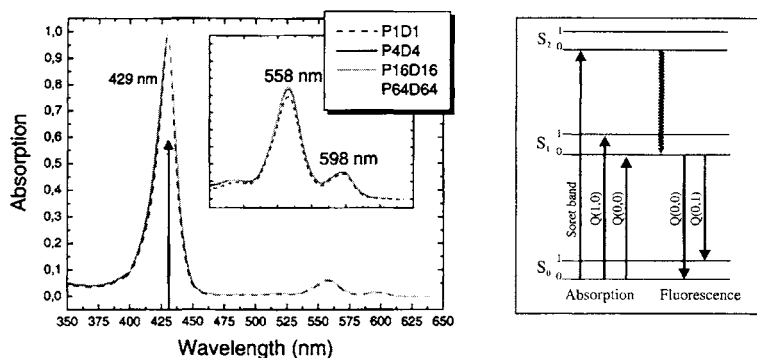 P1D1
P4D4
P16D16
P64D64
429 nm
558 nm
598 nm
Absorption
1,0
0,9
0,8
0,7
0,6
0,5
0,4
0,3
0,2
0,1
0,0
350 375 400 425 450 475 500 525 550 575 600 625 650
Wavelength (nm)
S2 1
0
S1 1
0
S0 1
0
Soret band
Q(1,0)
Q(0,0)
Q(0,0)
Q(0,1)
Absorption Fluorescence